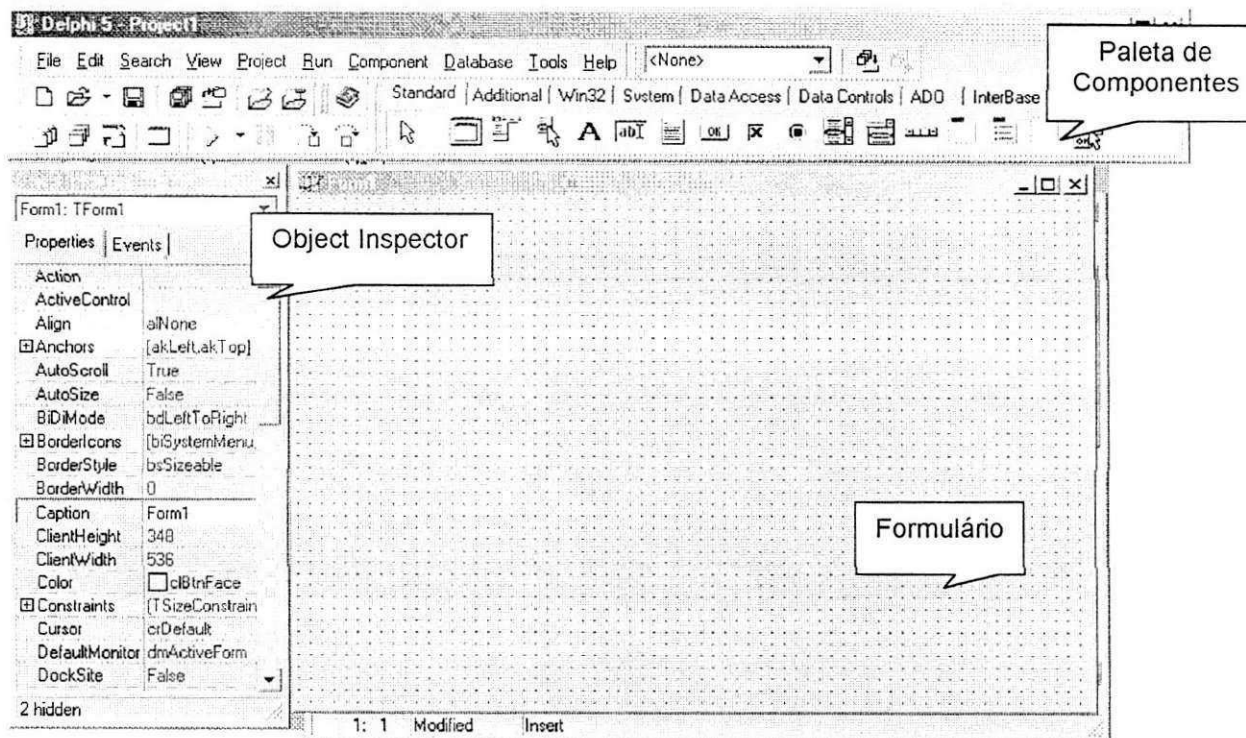 Delphi 5 - Project1
File Edit Search View Project Run Component Database Tools Help <None>
Paleta de
Componentes
Standard Additional Win32 System Data Access Data Controls ADO InterBase
A abI OK
Form1: TForm1
Properties Events
Object Inspector
Action
ActiveControl
Align alNone
Anchors [akLeft,akTop]
AutoScroll True
AutoSize False
BiDiMode bdLeftToRight
BorderIcons [biSystemMenu,
BorderStyle bsSizeable
BorderWidth 0
Caption Form1
ClientHeight 348
ClientWidth 536
Color clBtnFace
Constraints (TSizeConstrain
Cursor crDefault
DefaultMonitor dmActiveForm
DockSite False
Formulário
2 hidden
1: 1 Modified Insert